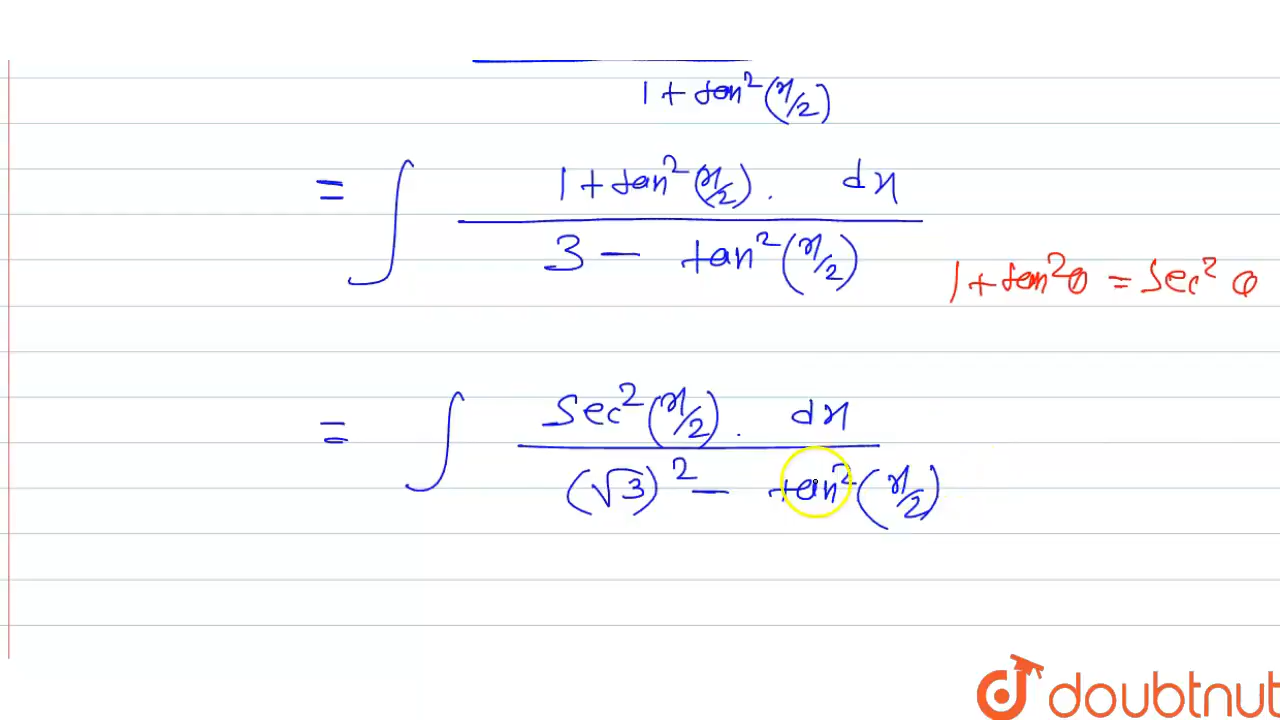 1 + tan²(x/2)
= ∫ 1 + tan²(x/2). dx
3 - tan²(x/2)
1 + tan²θ = Sec² θ
= ∫ Sec²(x/2). dx
(√3)² - tan²(x/2)
doubtnut